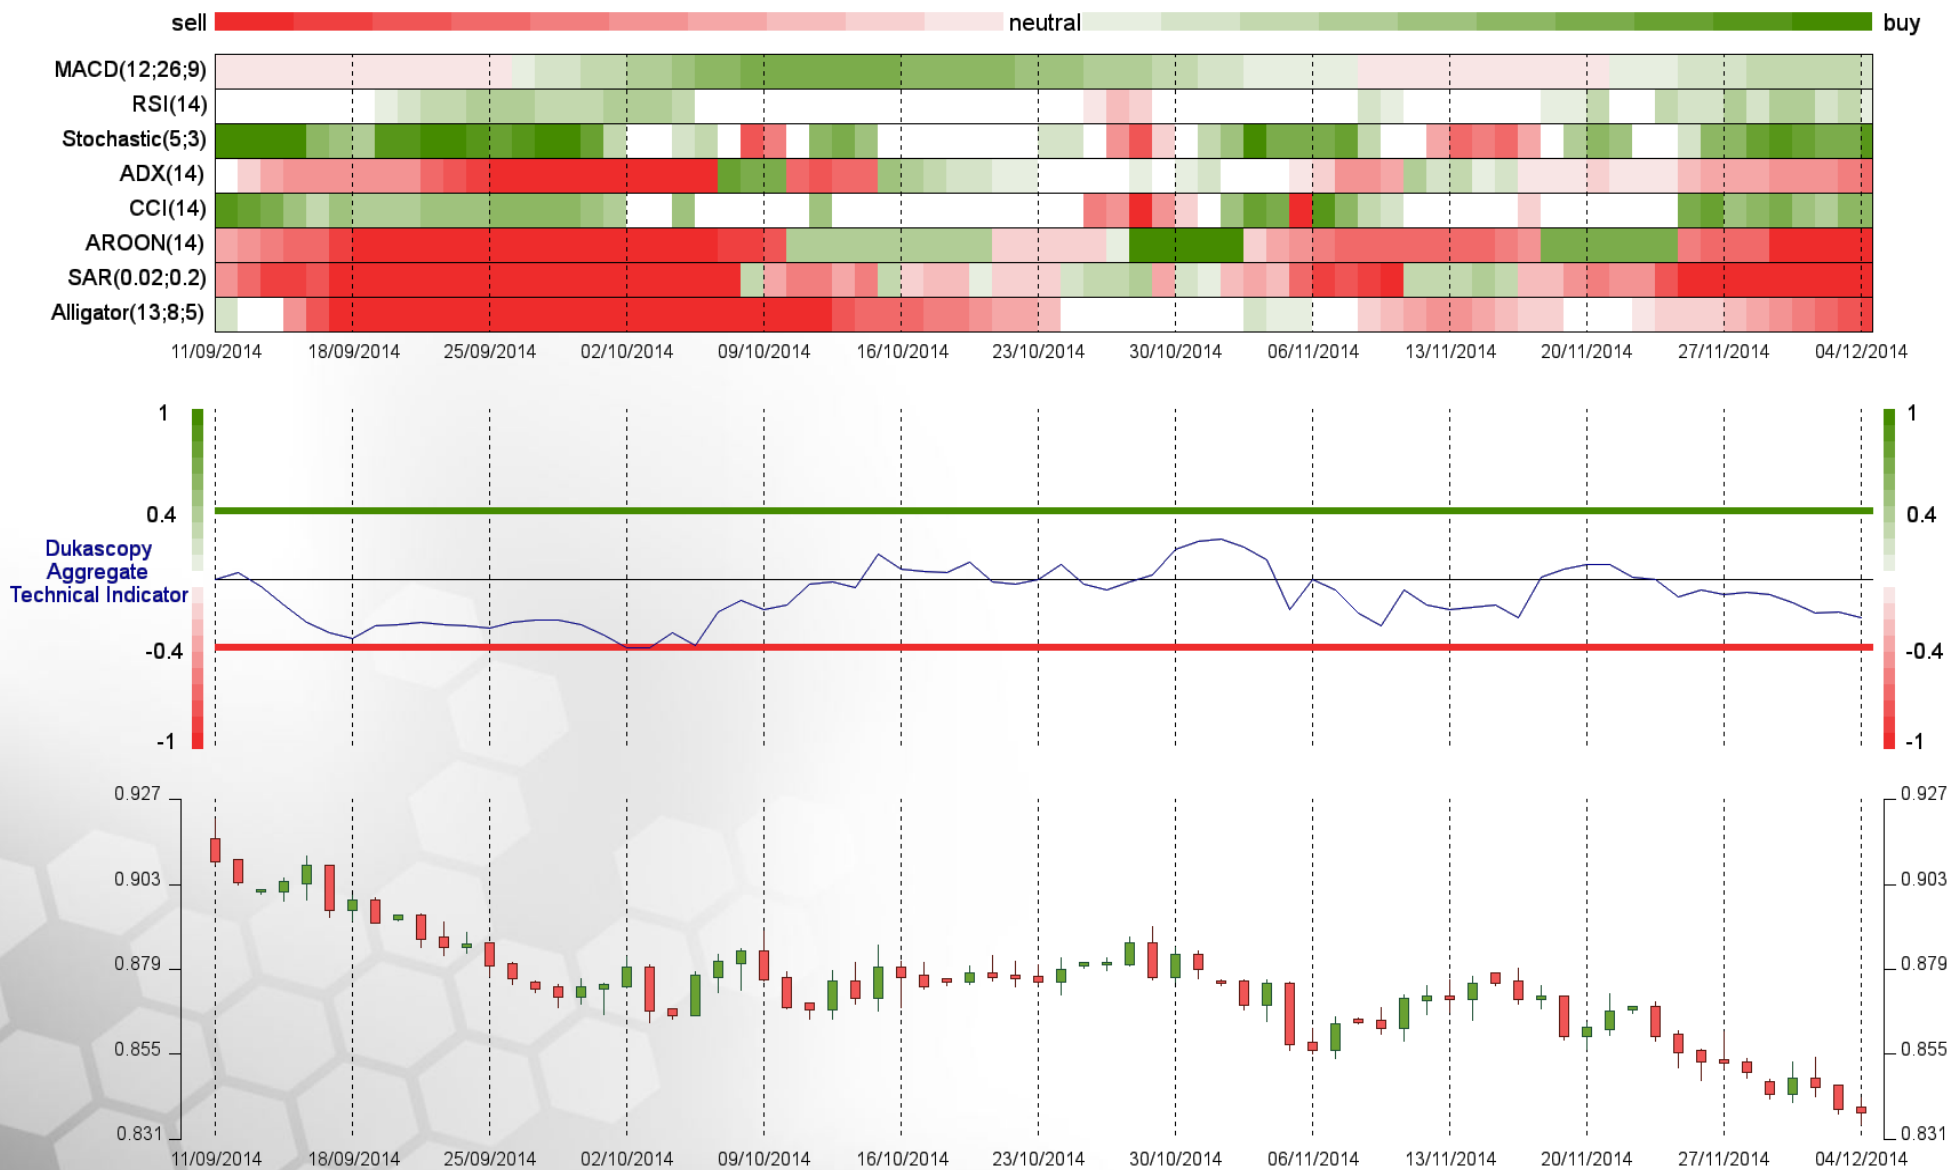 sell neutral buy
MACD(12;26;9)
RSI(14)
Stochastic(5;3)
ADX(14)
CCI(14)
AROON(14)
SAR(0.02;0.2)
Alligator(13;8;5)
11/09/2014 18/09/2014 25/09/2014 02/10/2014 09/10/2014 16/10/2014 23/10/2014 30/10/2014 06/11/2014 13/11/2014 20/11/2014 27/11/2014 04/12/2014
1 1
0.4 0.4
Dukascopy
Aggregate
Technical Indicator
-0.4 -0.4
-1 -1
0.927 0.927
0.903 0.903
0.879 0.879
0.855 0.855
0.831 0.831
11/09/2014 18/09/2014 25/09/2014 02/10/2014 09/10/2014 16/10/2014 23/10/2014 30/10/2014 06/11/2014 13/11/2014 20/11/2014 27/11/2014 04/12/2014